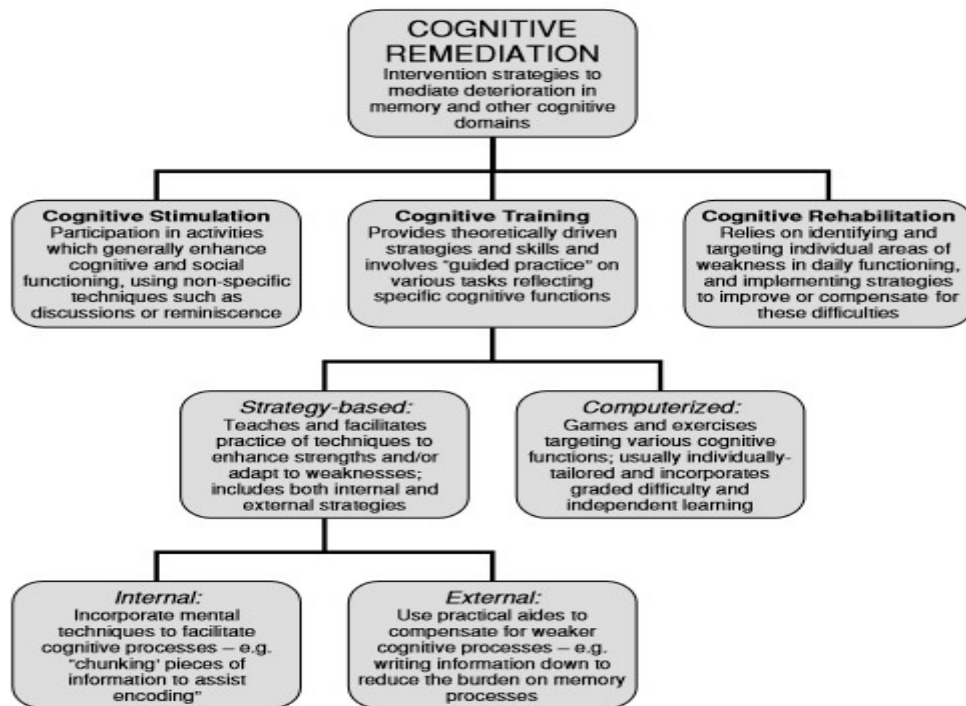 COGNITIVE
REMEDIATION
Intervention strategies to
mediate deterioration in
memory and other cognitive
domains
Cognitive Stimulation
Participation in activities
which generally enhance
cognitive and social
functioning, using non-specific
techniques such as
discussions or reminiscence
Cognitive Training
Provides theoretically driven
strategies and skills and
involves "guided practice" on
various tasks reflecting
specific cognitive functions
Cognitive Rehabilitation
Relies on identifying and
targeting individual areas of
weakness in daily functioning,
and implementing strategies
to improve or compensate for
these difficulties
Strategy-based:
Teaches and facilitates
practice of techniques to
enhance strengths and/or
adapt to weaknesses;
includes both internal and
external strategies
Computerized:
Games and exercises
targeting various cognitive
functions; usually individually-
tailored and incorporates
graded difficulty and
independent learning
Internal:
Incorporate mental
techniques to facilitate
cognitive processes – e.g.
"chunking' pieces of
information to assist
encoding"
External:
Use practical aides to
compensate for weaker
cognitive processes – e.g.
writing information down to
reduce the burden on memory
processes